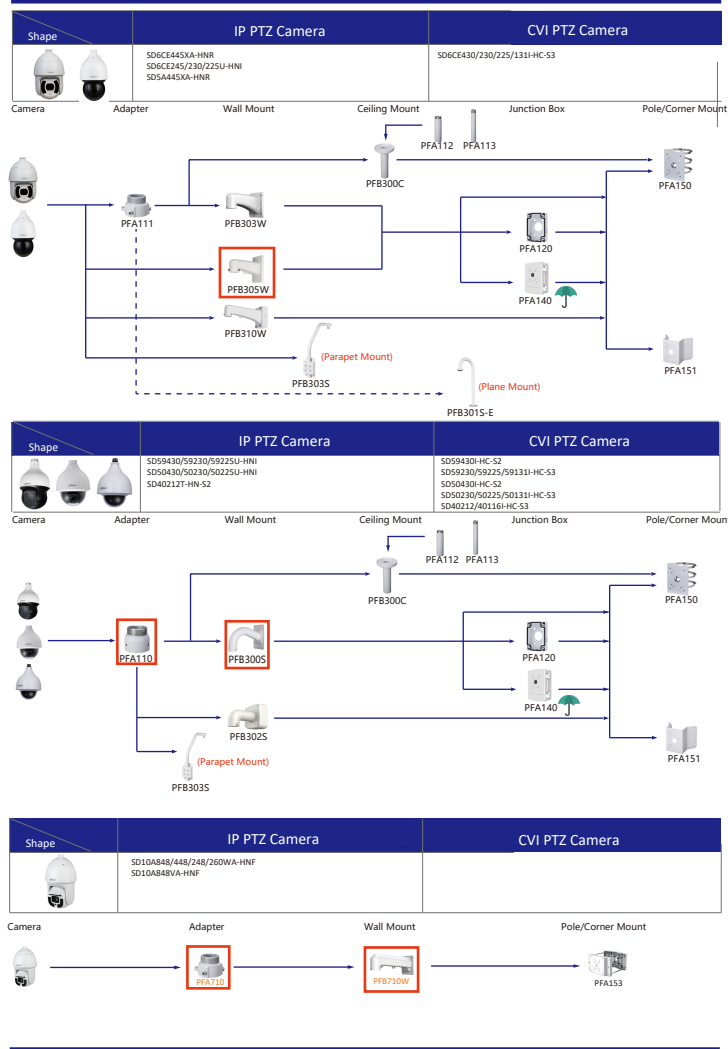 Shape
IP PTZ Camera
CVI PTZ Camera
SD6CE445XA-HNR
SD6CE245/230/225U-HNI
SD5A445XA-HNR
SD6CE430/230/225/131I-HC-S3
Camera
Adapter
Wall Mount
Ceiling Mount
Junction Box
Pole/Corner Mount
PFA112
PFA113
PFB300C
PFA150
PFA111
PFB303W
PFA120
PFB305W
PFA140
PFB310W
(Parapet Mount)
PFA151
PFB303S
(Plane Mount)
PFB301S-E
Shape
IP PTZ Camera
CVI PTZ Camera
SD59430/59230/59225U-HNI
SD50430/50230/50225U-HNI
SD40212T-HN-S2
SD59430I-HC-S2
SD59230/59225/59131I-HC-S3
SD50430I-HC-S2
SD50230/50225/50131I-HC-S3
SD40212/40116I-HC-S3
Camera
Adapter
Wall Mount
Ceiling Mount
Junction Box
Pole/Corner Moun
PFA112
PFA113
PFB300C
PFA150
PFA110
PFB300S
PFA120
PFA140
PFB302S
PFA151
(Parapet Mount)
PFB303S
Shape
IP PTZ Camera
CVI PTZ Camera
SD10A848/448/248/260WA-HNF
SD10A848VA-HNF
Camera
Adapter
Wall Mount
Pole/Corner Mount
PFA710
PFB710W
PFA153